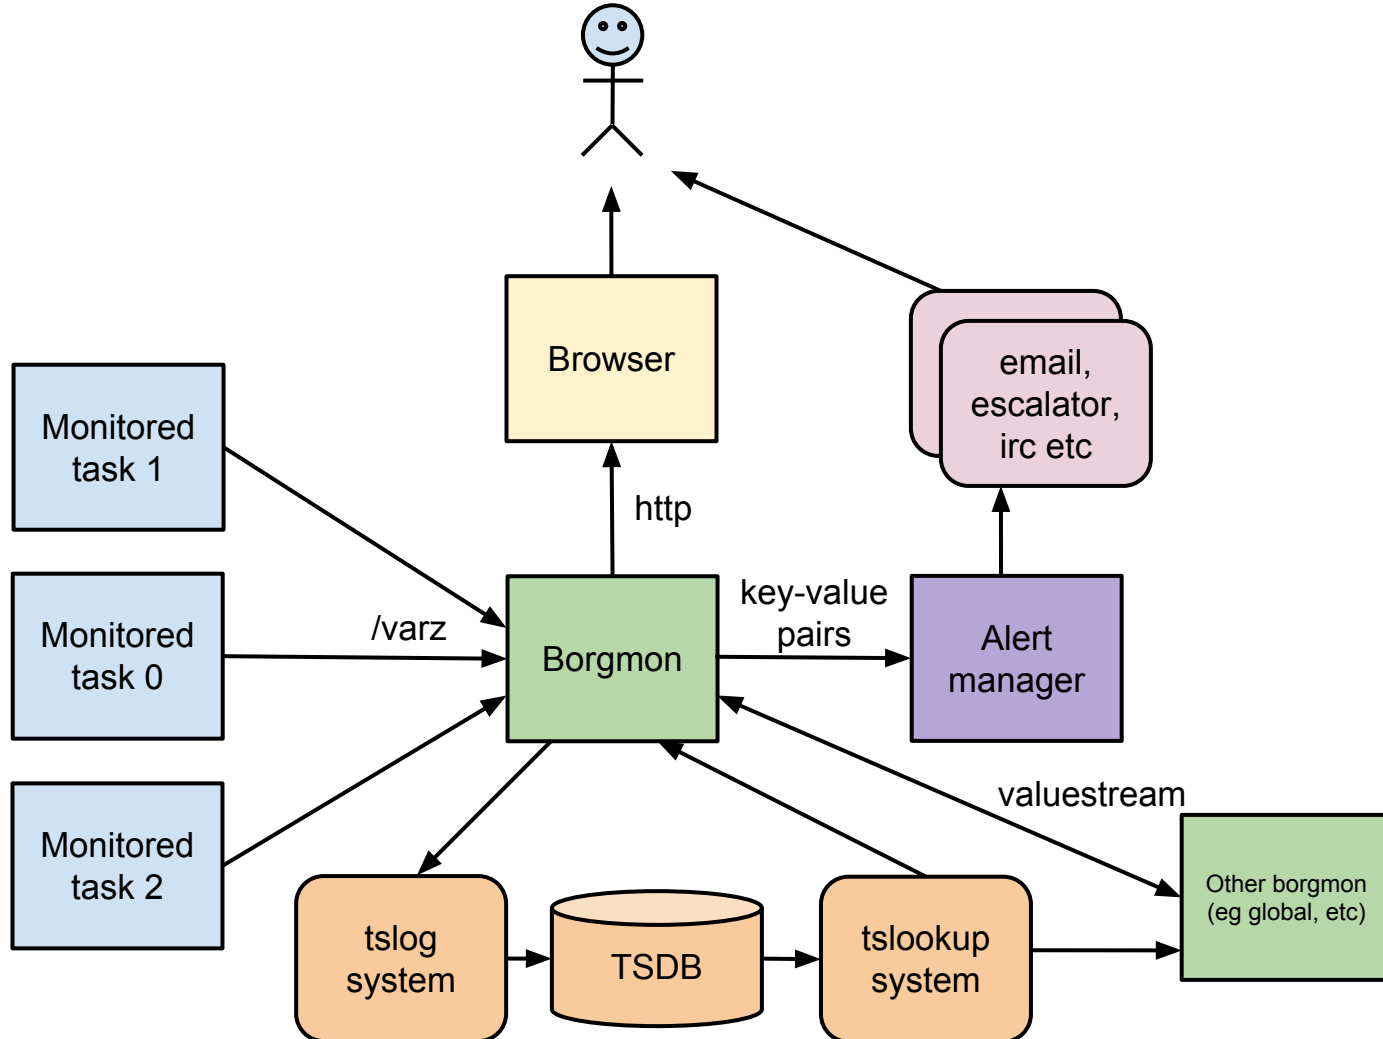 Browser
email,
escalator,
irc etc
Monitored
task 1
http
key-value
pairs
Monitored
task 0
/varz
Borgmon
Alert
manager
valuestream
Monitored
task 2
Other borgmon
(eg global, etc)
tslog
system
TSDB
tslookup
system